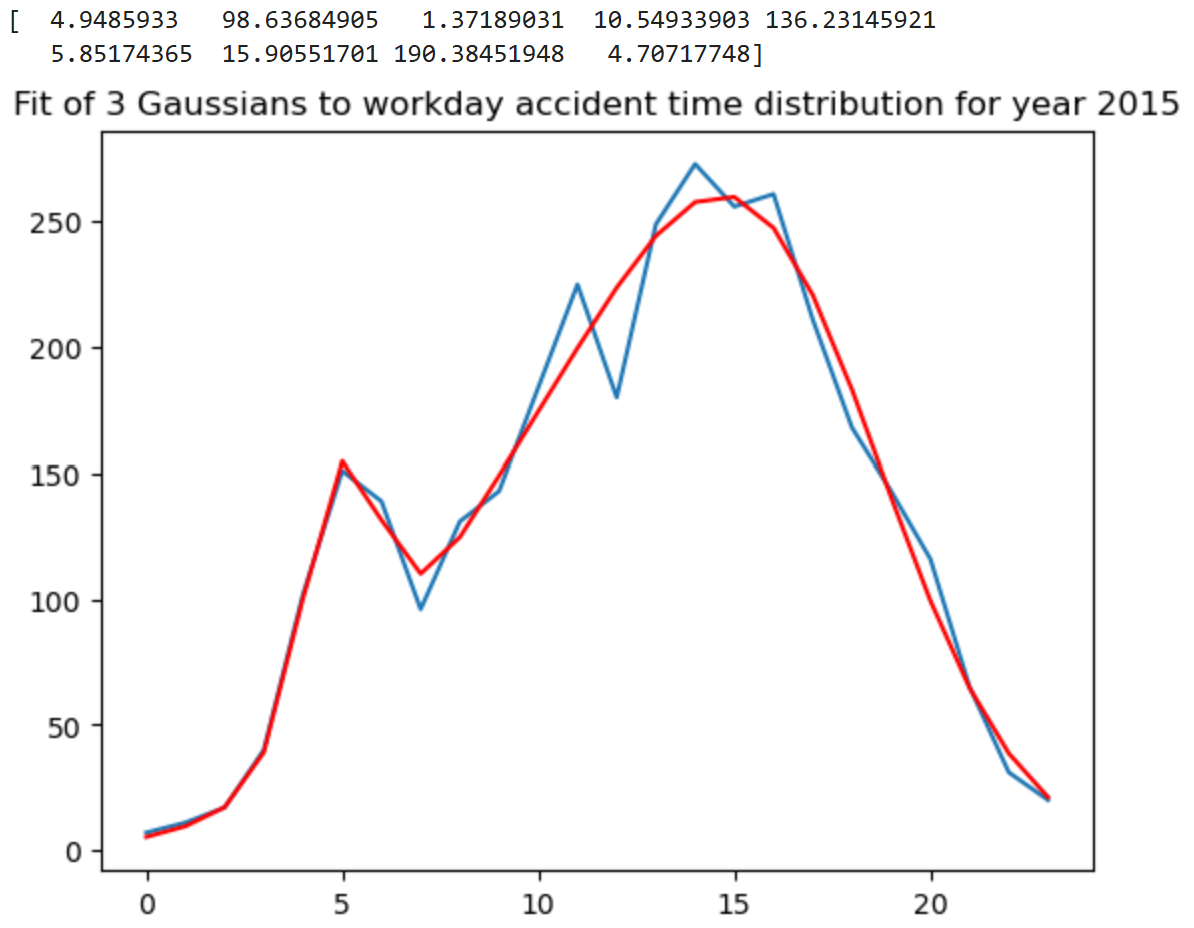 [  4.9485933   98.63684905   1.37189031  10.54933903 136.23145921
   5.85174365  15.90551701 190.38451948   4.70717748]
Fit of 3 Gaussians to workday accident time distribution for year 2015
250
200
150
100
50
0
0 5 10 15 20